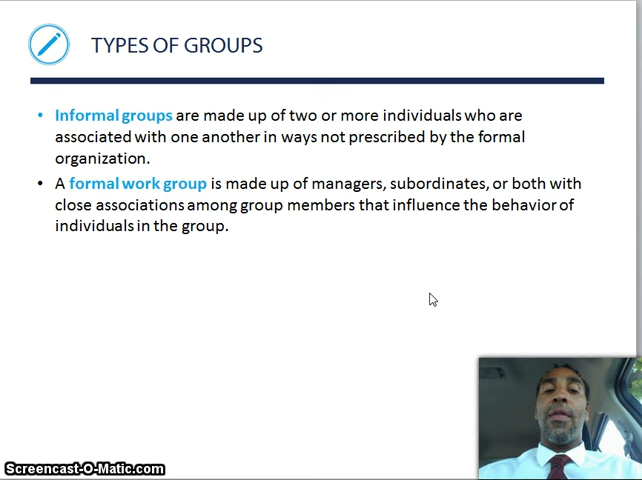 TYPES OF GROUPS
• Informal groups are made up of two or more individuals who are
associated with one another in ways not prescribed by the formal
organization.
• A formal work group is made up of managers, subordinates, or both with
close associations among group members that influence the behavior of
individuals in the group.
Screencast-O-Matic.com